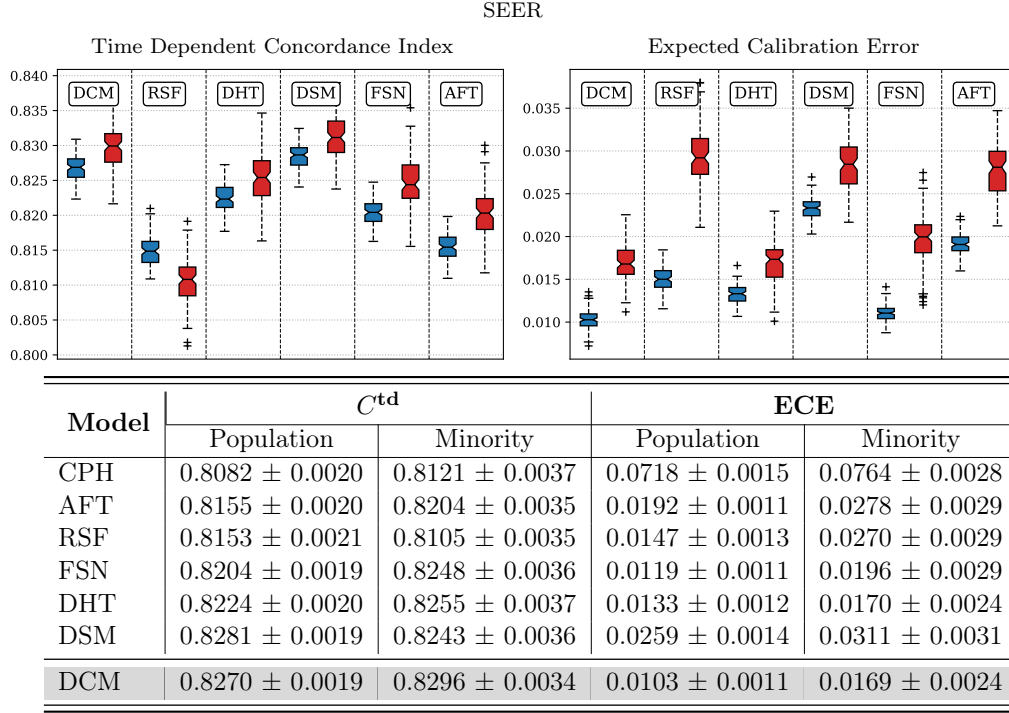 SEER
Time Dependent Concordance Index
0.840
0.835
0.830
0.825
0.820
0.815
0.810
0.805
0.800
DCM RSF DHT DSM FSN AFT
Expected Calibration Error
0.035
0.030
0.025
0.020
0.015
0.010
DCM RSF DHT DSM FSN AFT
Model C^td ECE
Population Minority Population Minority
CPH 0.8082 ± 0.0020 0.8121 ± 0.0037 0.0718 ± 0.0015 0.0764 ± 0.0028
AFT 0.8155 ± 0.0020 0.8204 ± 0.0035 0.0192 ± 0.0011 0.0278 ± 0.0029
RSF 0.8153 ± 0.0021 0.8105 ± 0.0035 0.0147 ± 0.0013 0.0270 ± 0.0029
FSN 0.8204 ± 0.0019 0.8248 ± 0.0036 0.0119 ± 0.0011 0.0196 ± 0.0029
DHT 0.8224 ± 0.0020 0.8255 ± 0.0037 0.0133 ± 0.0012 0.0170 ± 0.0024
DSM 0.8281 ± 0.0019 0.8243 ± 0.0036 0.0259 ± 0.0014 0.0311 ± 0.0031
DCM 0.8270 ± 0.0019 0.8296 ± 0.0034 0.0103 ± 0.0011 0.0169 ± 0.0024